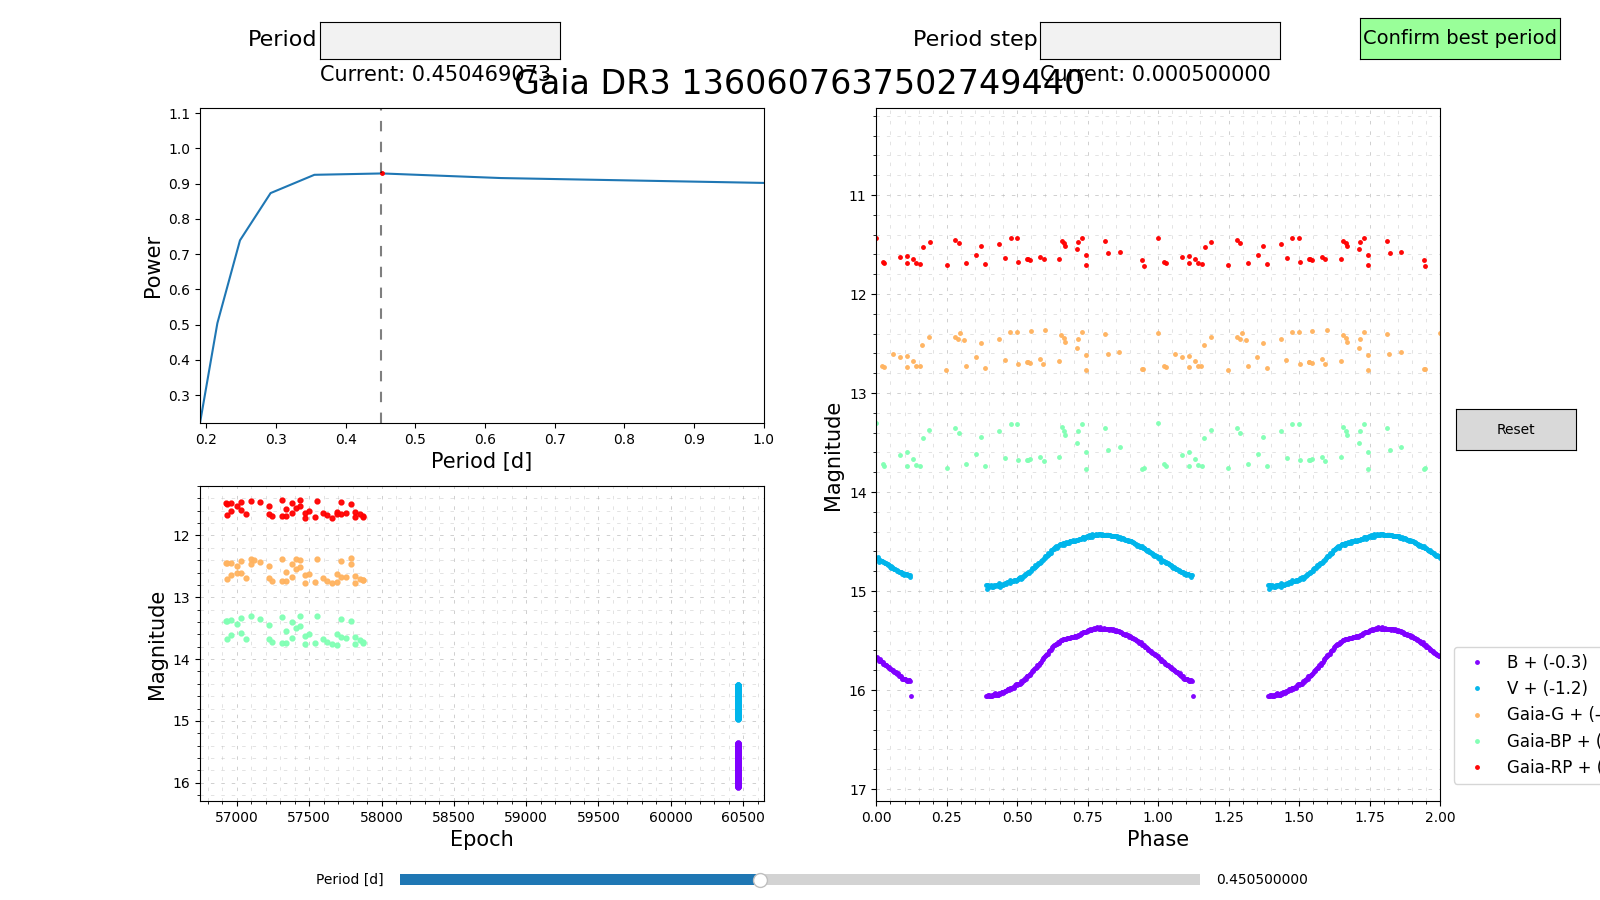 Period
Period step
Confirm best period
Current: 0.450469073
Current: 0.000500000
Gaia DR3 1360607637502749440
1.1
1.0
0.9
0.8
0.7
0.6
0.5
0.4
0.3
Power
0.2 0.3 0.4 0.5 0.6 0.7 0.8 0.9 1.0
Period [d]
12
13
14
15
16
Magnitude
57000 57500 58000 58500 59000 59500 60000 60500
Epoch
11
12
13
14
15
16
17
Magnitude
0.00 0.25 0.50 0.75 1.00 1.25 1.50 1.75 2.00
Phase
Reset
B + (-0.3)
V + (-1.2)
Gaia-G + (-
Gaia-BP + (
Gaia-RP + (
Period [d]
0.450500000